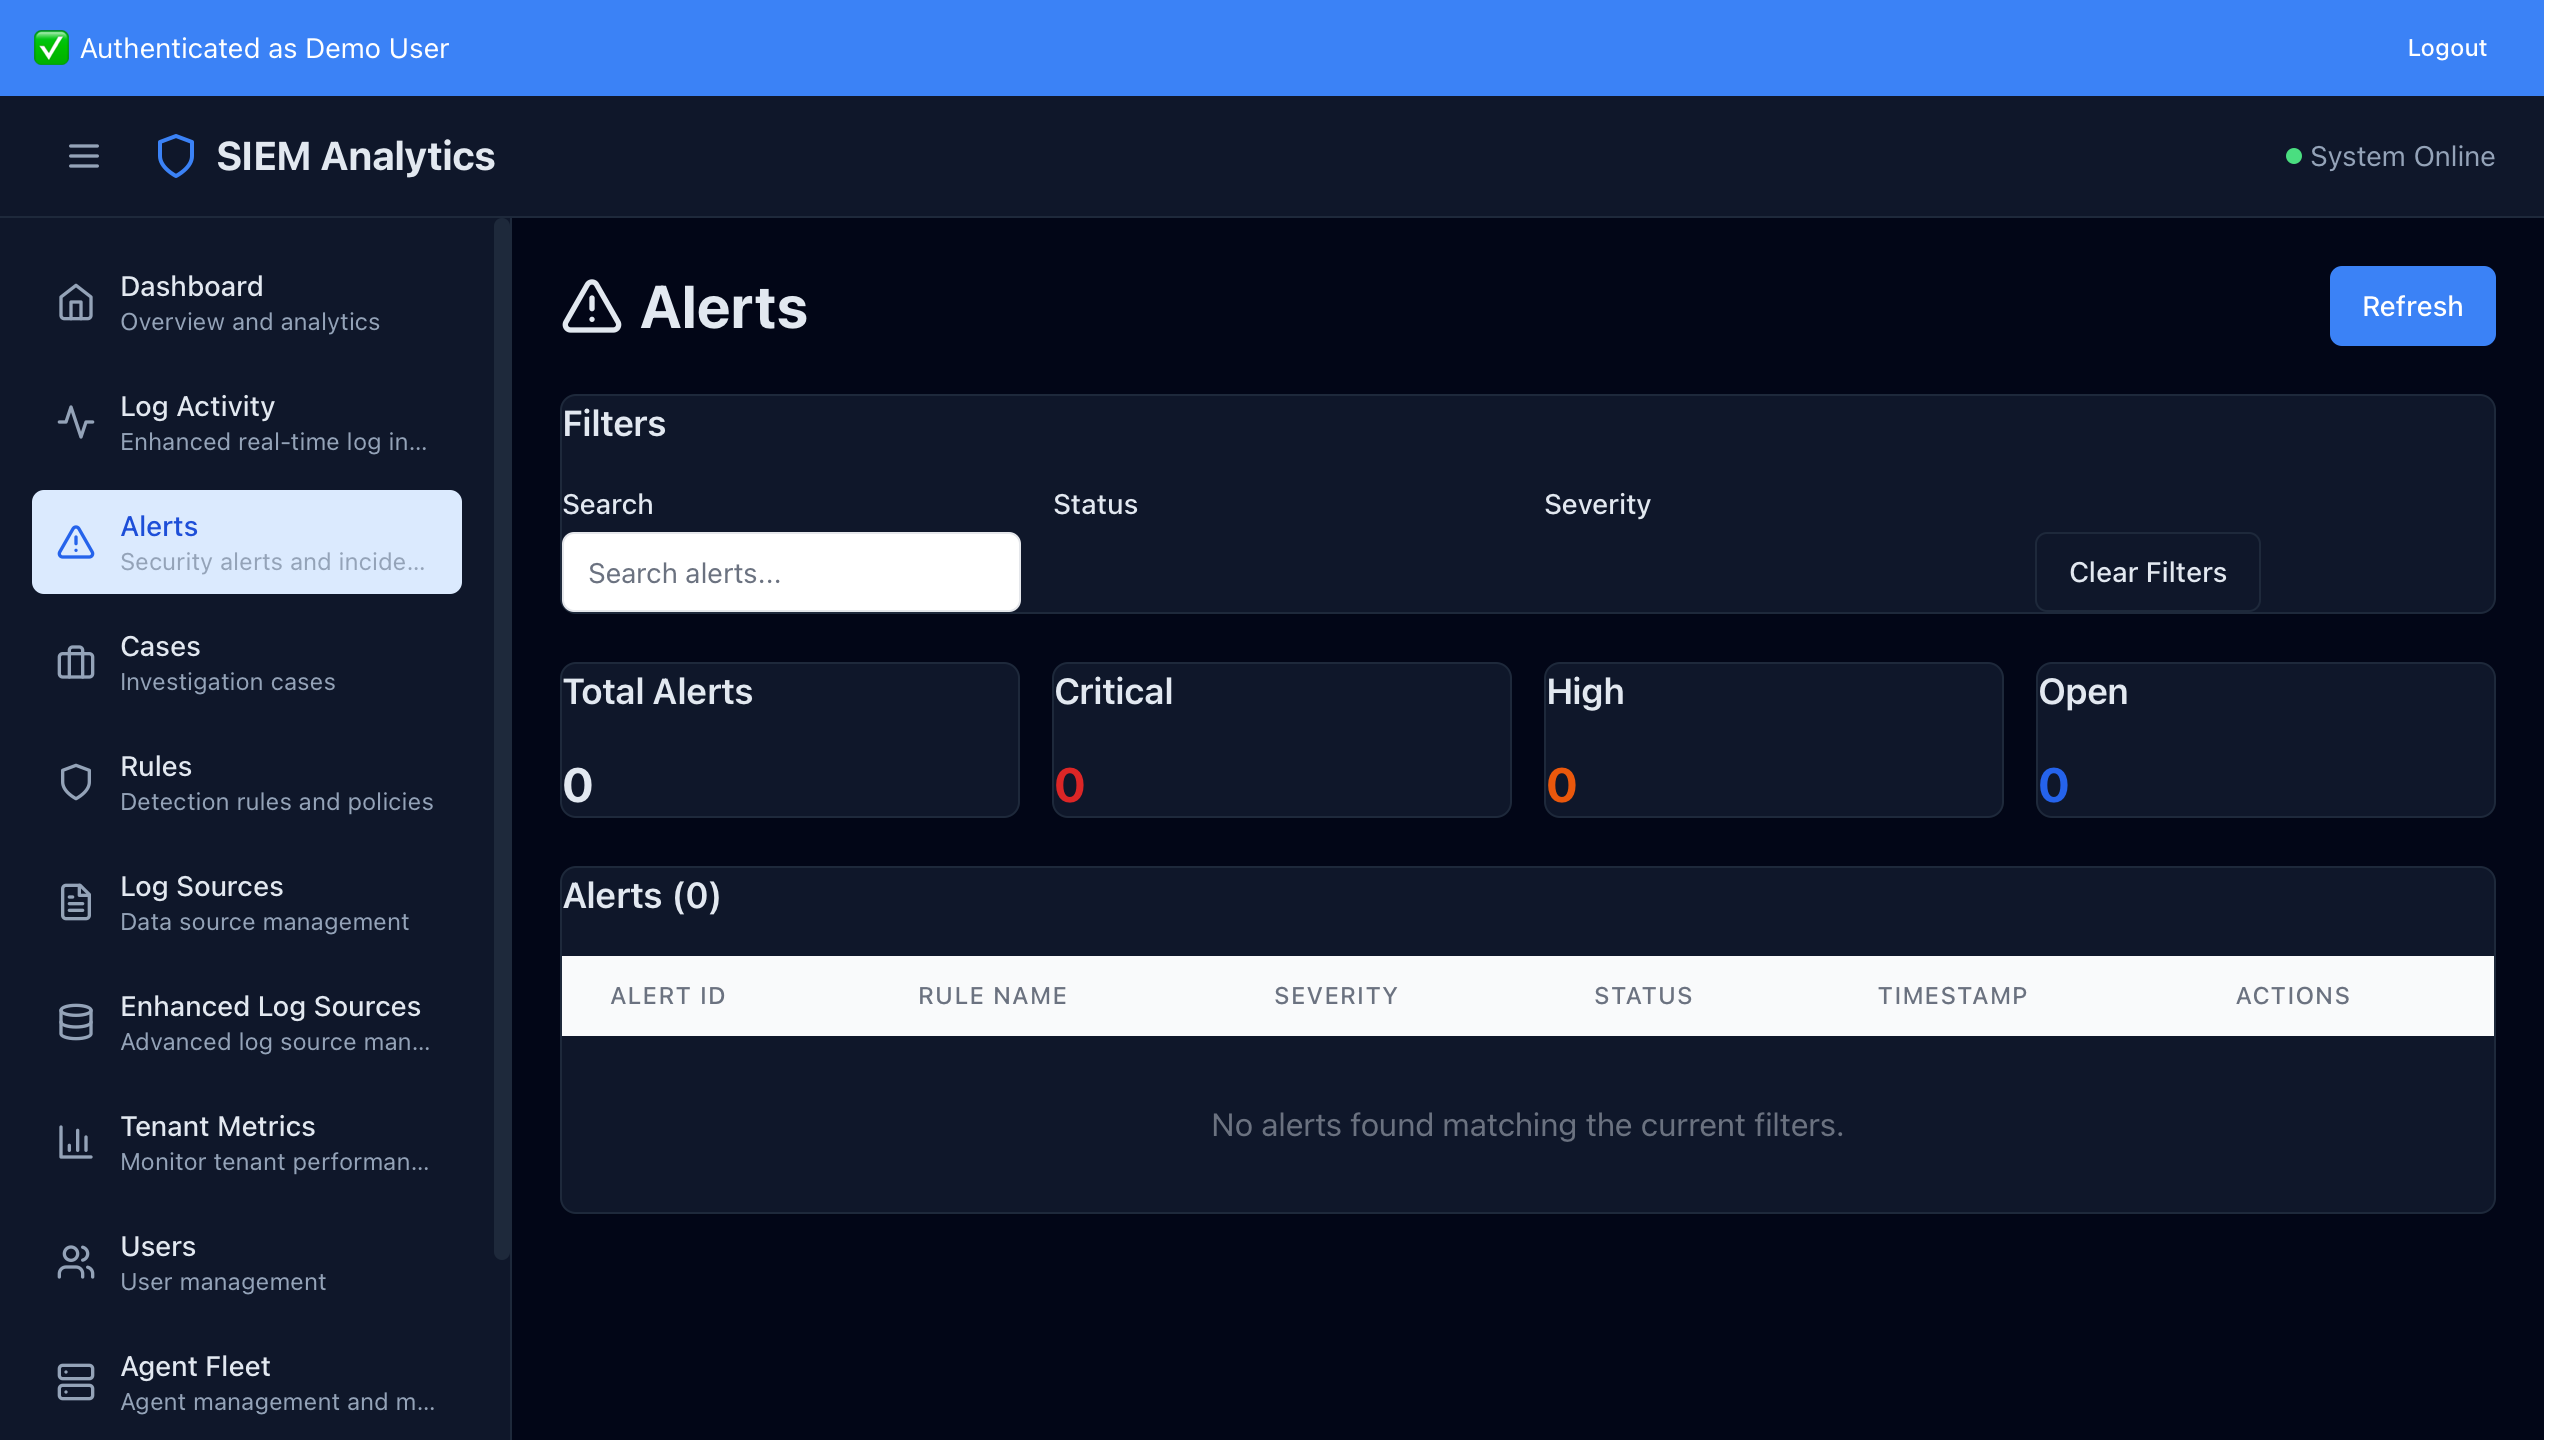 ✅ Authenticated as Demo User
Logout
SIEM Analytics
System Online
Dashboard
Overview and analytics
Log Activity
Enhanced real-time log in...
Alerts
Security alerts and incide...
Cases
Investigation cases
Rules
Detection rules and policies
Log Sources
Data source management
Enhanced Log Sources
Advanced log source man...
Tenant Metrics
Monitor tenant performan...
Users
User management
Agent Fleet
Agent management and m...
Alerts
Refresh
Filters
Search
Status
Severity
Search alerts...
Clear Filters
Total Alerts
0
Critical
0
High
0
Open
0
Alerts (0)
ALERT ID RULE NAME SEVERITY STATUS TIMESTAMP ACTIONS
No alerts found matching the current filters.